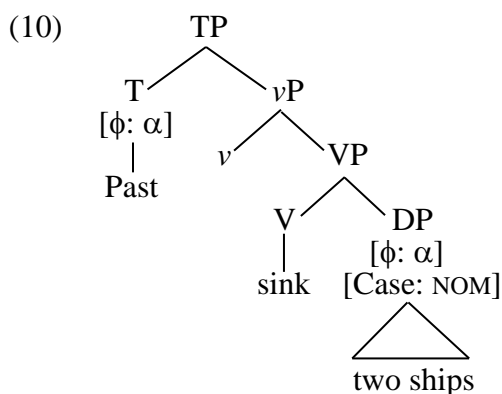 (10) TP
T vP
[ϕ: α]
v VP
Past
V DP
[ϕ: α]
sink [Case: NOM]
two ships